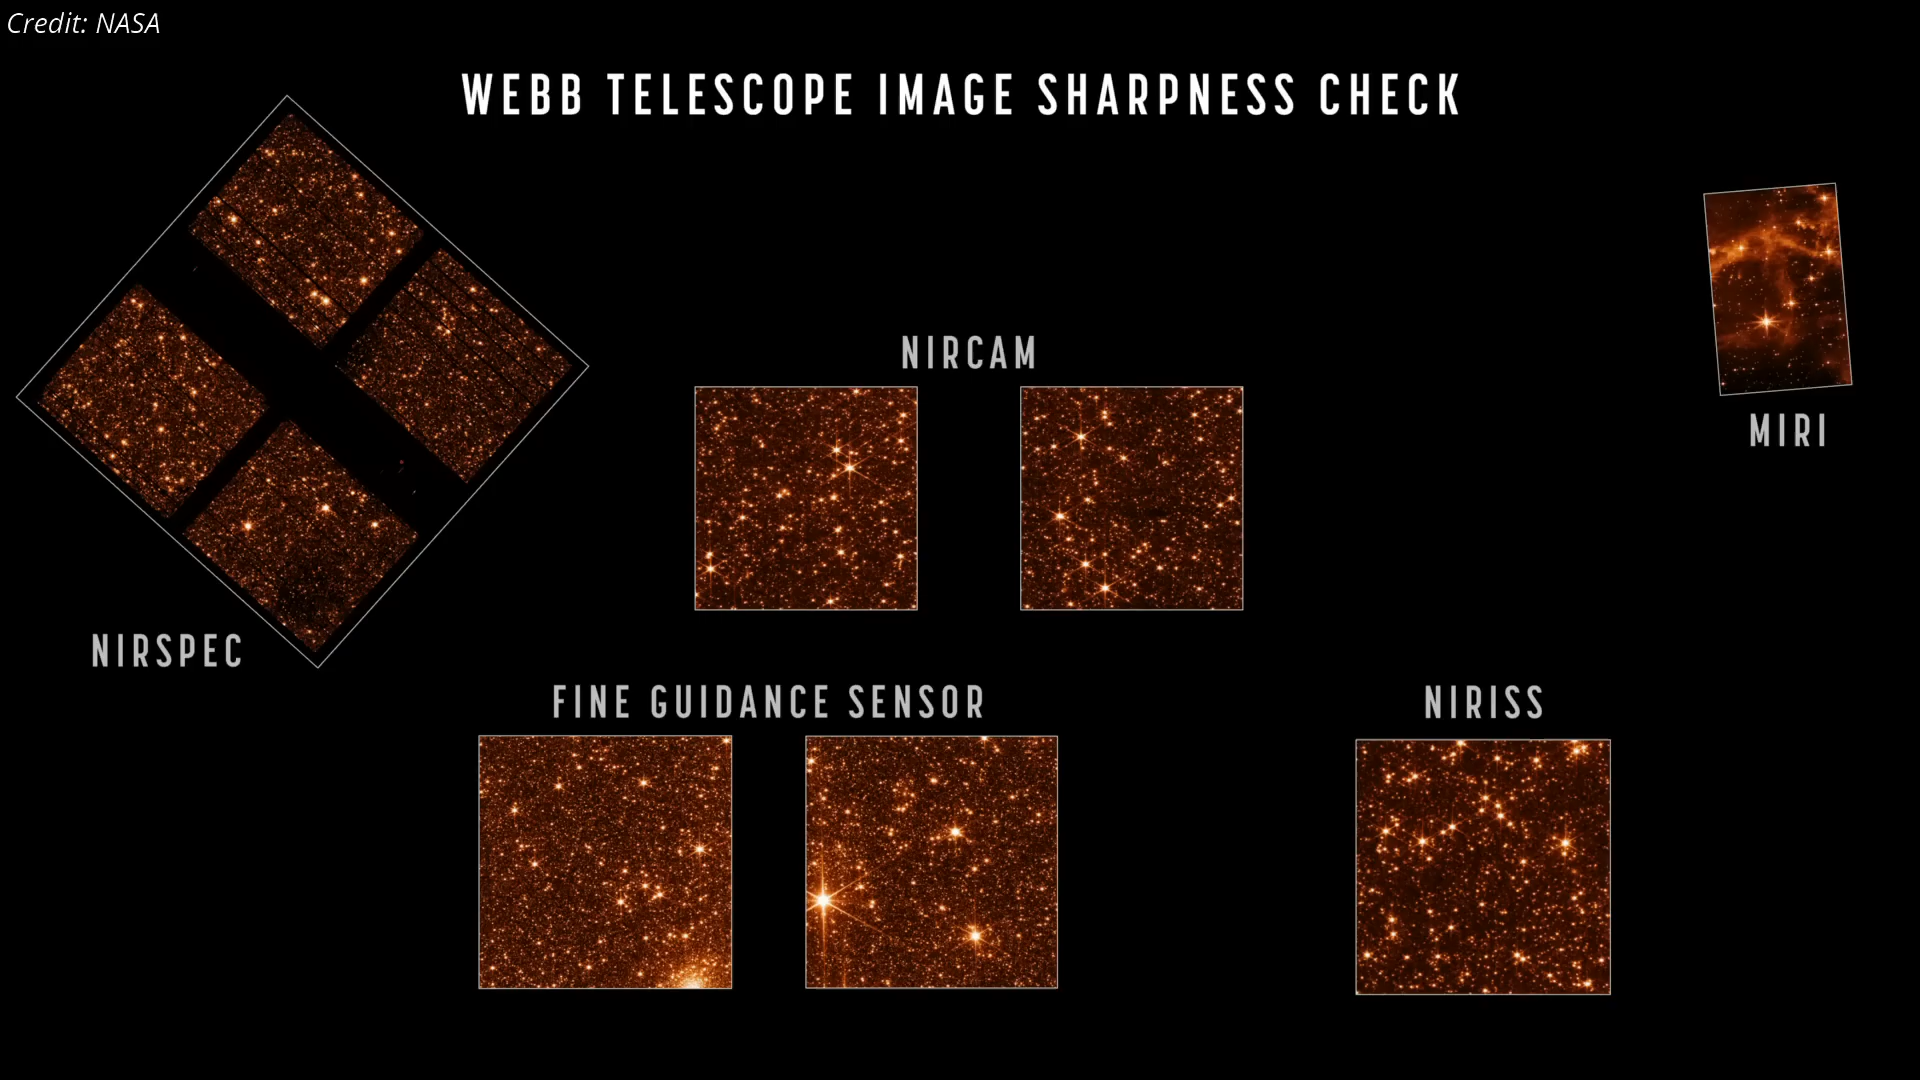 Credit: NASA
WEBB TELESCOPE IMAGE SHARPNESS CHECK
NIRCAM
MIRI
NIRSPEC
FINE GUIDANCE SENSOR
NIRISS